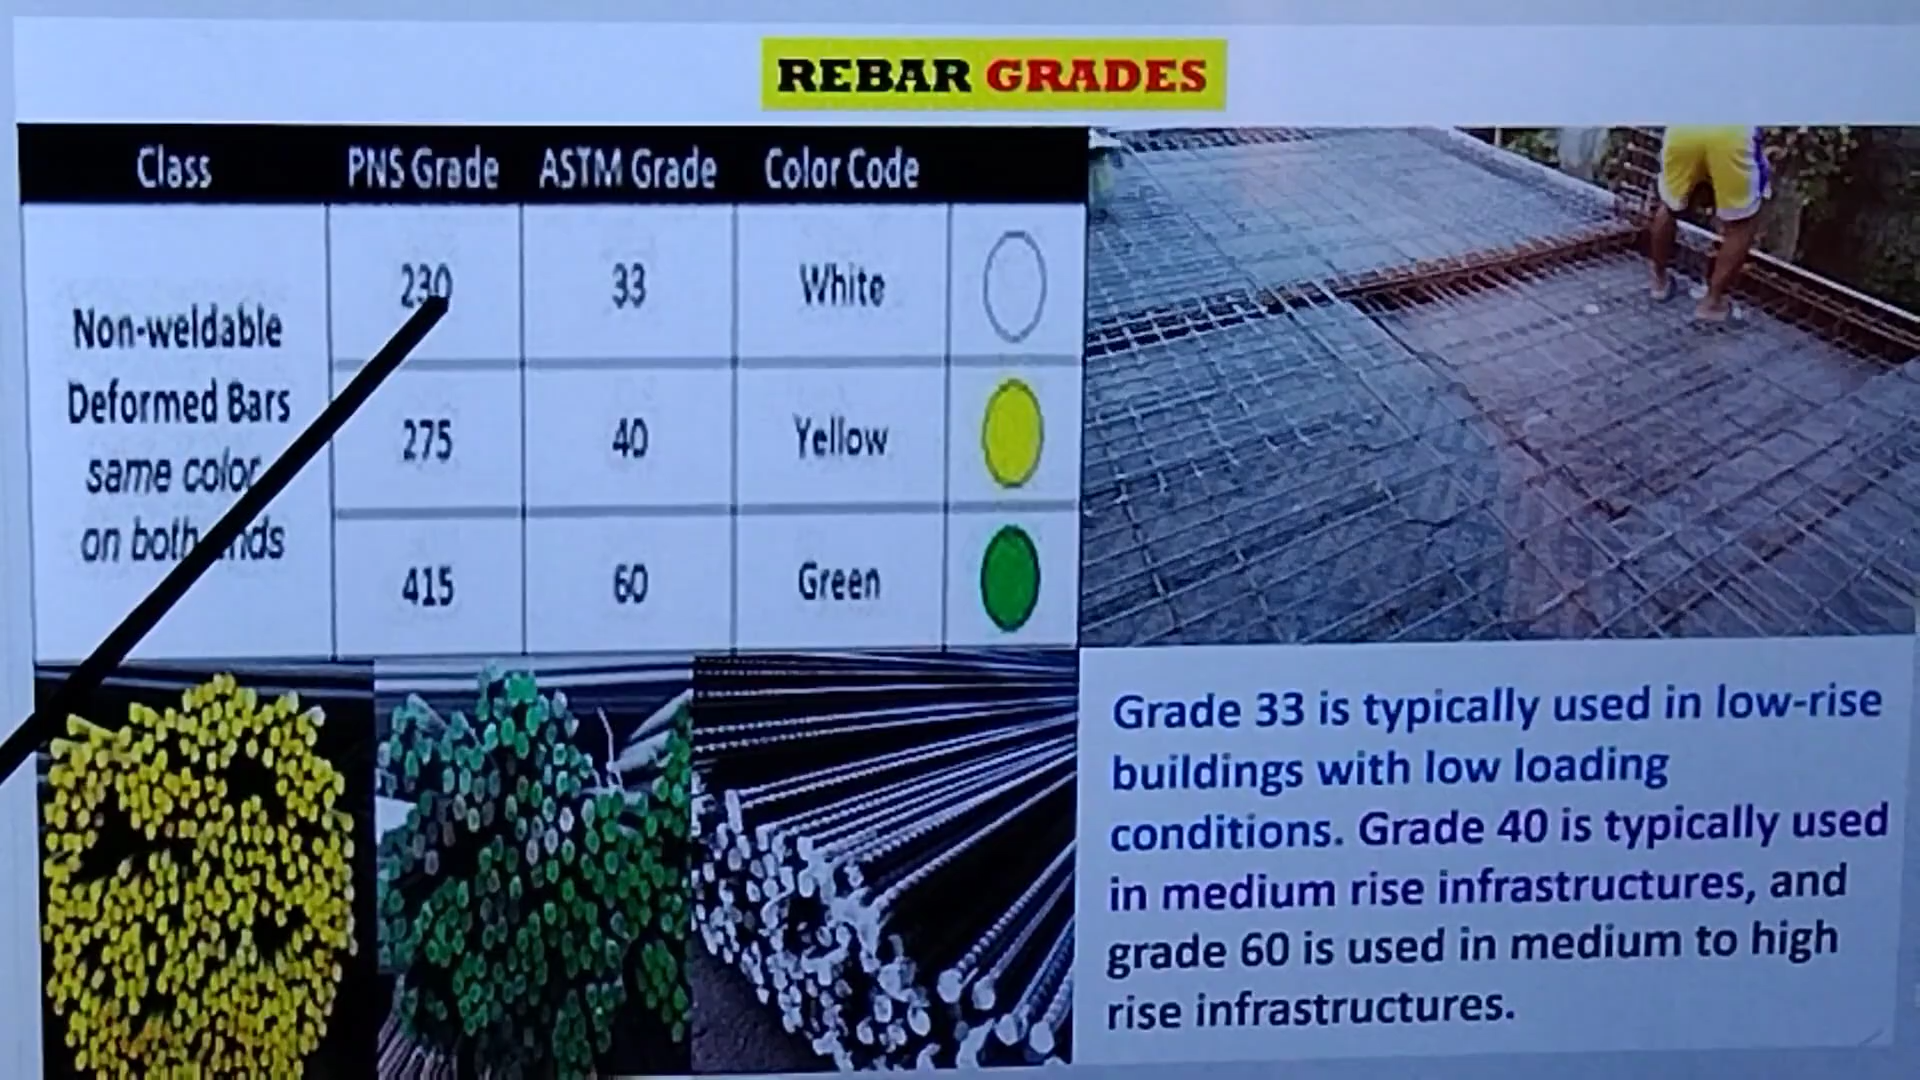 REBAR GRADES
Class PNS Grade ASTM Grade Color Code
230 33 White
Non-weldable
Deformed Bars
275 40 Yellow
same color
on both ends
415 60 Green
Grade 33 is typically used in low-rise
buildings with low loading
conditions. Grade 40 is typically used
in medium rise infrastructures, and
grade 60 is used in medium to high
rise infrastructures.